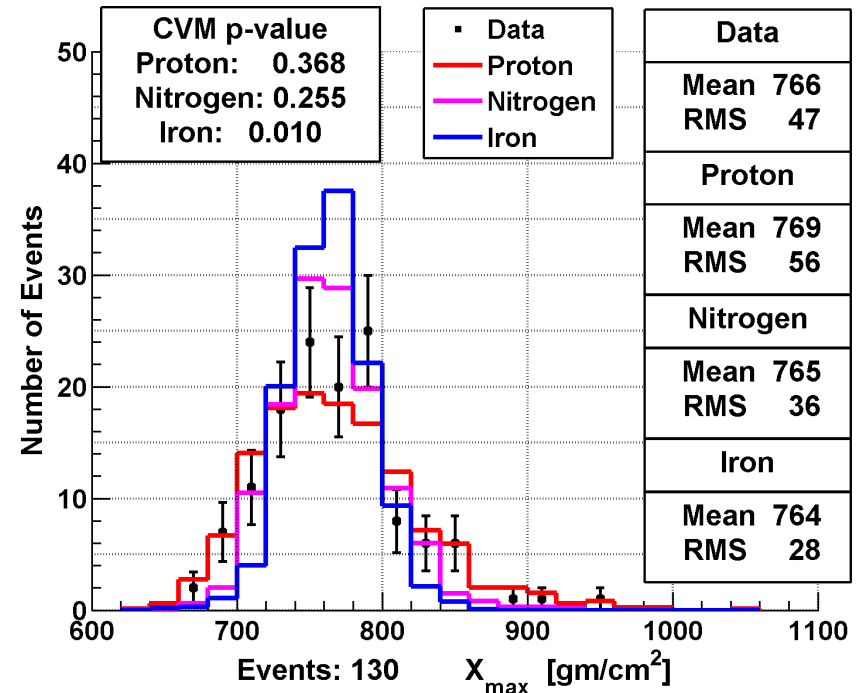 CVM p-value
Proton: 0.368
Nitrogen: 0.255
Iron: 0.010
Data
Proton
Nitrogen
Iron
Data
Mean 766
RMS 47
Proton
Mean 769
RMS 56
Nitrogen
Mean 765
RMS 36
Iron
Mean 764
RMS 28
Number of Events
50
40
30
20
10
0
600 700 800 900 1000 1100
Events: 130 X_max [gm/cm²]